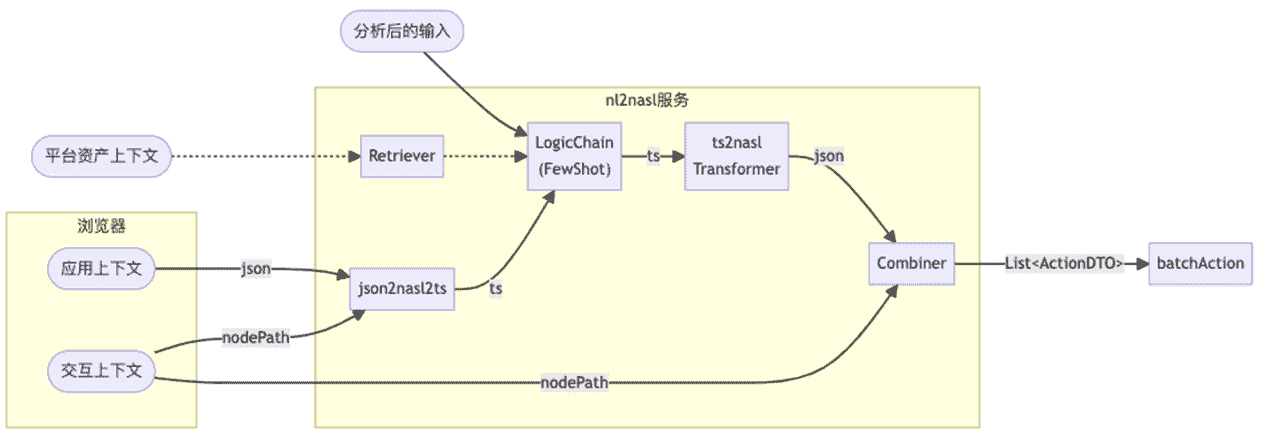 分析后的输入
nl2nasl服务
平台资产上下文
Retriever
LogicChain
(FewShot)
ts
ts2nasl
Transformer
json
浏览器
应用上下文
json
json2nasl2ts
ts
Combiner
List<ActionDTO>
batchAction
nodePath
交互上下文
nodePath